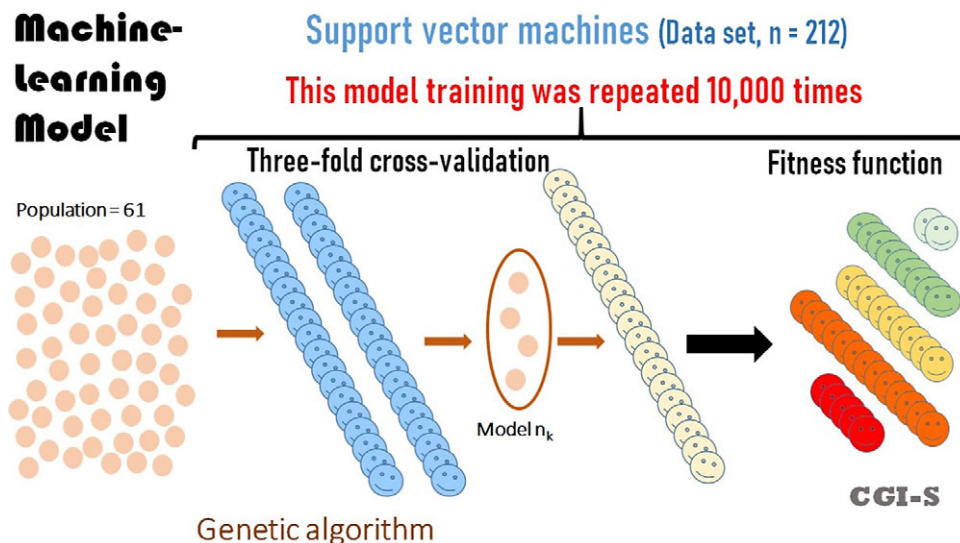 Machine-
Learning
Model
Support vector machines (Data set, n = 212)
This model training was repeated 10,000 times
Three-fold cross-validation
Fitness function
Population = 61
Model nk
CGI-S
Genetic algorithm